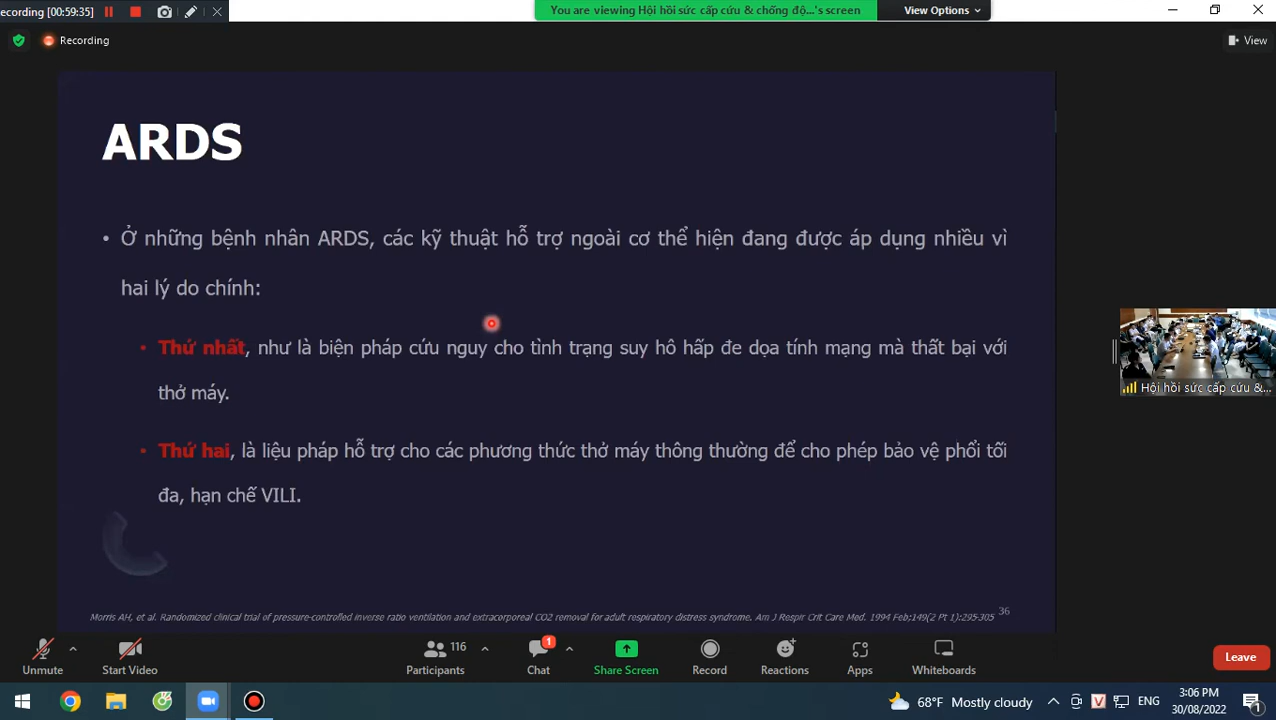 ecording [00:59:35]
You are viewing Hội hồi sức cấp cứu & chống độ...'s screen
View Options
Recording
View
ARDS
• Ở những bệnh nhân ARDS, các kỹ thuật hỗ trợ ngoài cơ thể hiện đang được áp dụng nhiều vì
hai lý do chính:
• Thứ nhất, như là biện pháp cứu nguy cho tình trạng suy hô hấp đe dọa tính mạng mà thất bại với
thở máy.
• Thứ hai, là liệu pháp hỗ trợ cho các phương thức thở máy thông thường để cho phép bảo vệ phổi tối
đa, hạn chế VILI.
Hội hồi sức cấp cứu &...
Morris AH, et al. Randomized clinical trial of pressure-controlled inverse ratio ventilation and extracorporeal CO2 removal for adult respiratory distress syndrome. Am J Respir Crit Care Med. 1994 Feb;149(2 Pt 1):295-305
36
Unmute
Start Video
116
Participants
1
Chat
Share Screen
Record
Reactions
Apps
Whiteboards
Leave
68°F Mostly cloudy
V
ENG
3:06 PM
30/08/2022
1